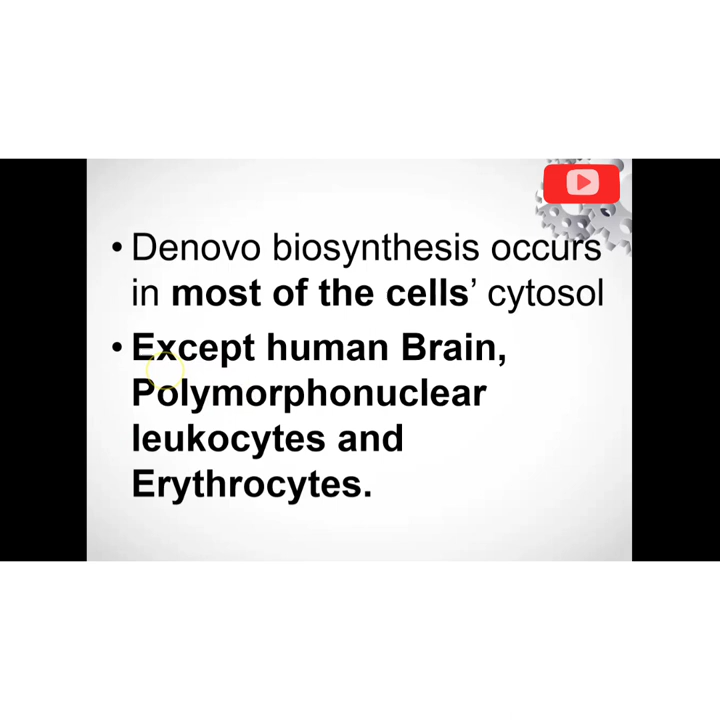 • Denovo biosynthesis occurs
in most of the cells’ cytosol
• Except human Brain,
Polymorphonuclear
leukocytes and
Erythrocytes.